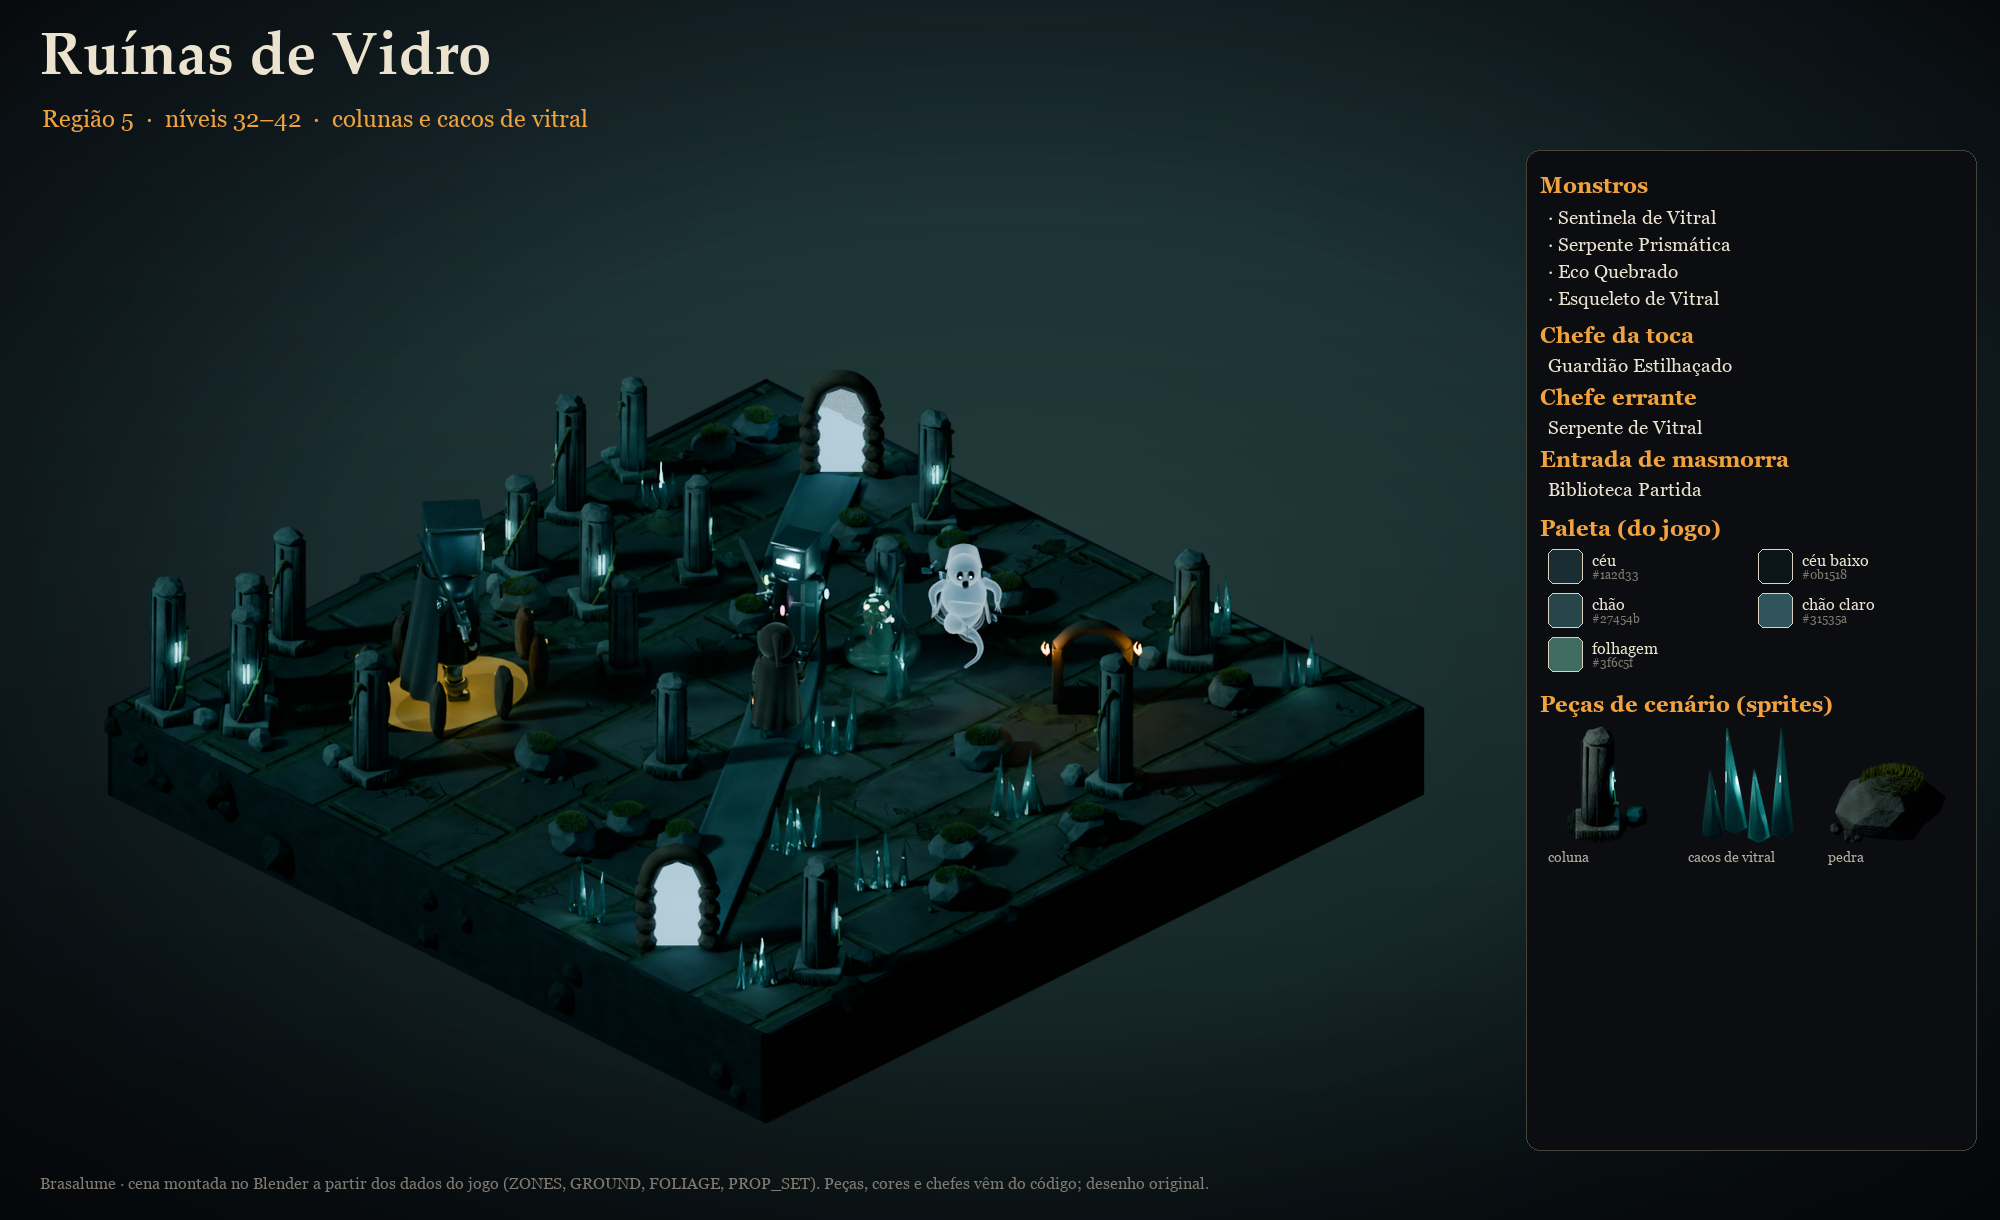 Ruínas de Vidro
Região 5 · níveis 32–42 · colunas e cacos de vitral
Monstros
· Sentinela de Vitral
· Serpente Prismática
· Eco Quebrado
· Esqueleto de Vitral
Chefe da toca
Guardião Estilhaçado
Chefe errante
Serpente de Vitral
Entrada de masmorra
Biblioteca Partida
Paleta (do jogo)
céu
#1a2d33
céu baixo
#0b1518
chão
#27454b
chão claro
#31535a
folhagem
#3f6c5f
Peças de cenário (sprites)
coluna
cacos de vitral
pedra
Brasalume · cena montada no Blender a partir dos dados do jogo (ZONES, GROUND, FOLIAGE, PROP_SET). Peças, cores e chefes vêm do código; desenho original.